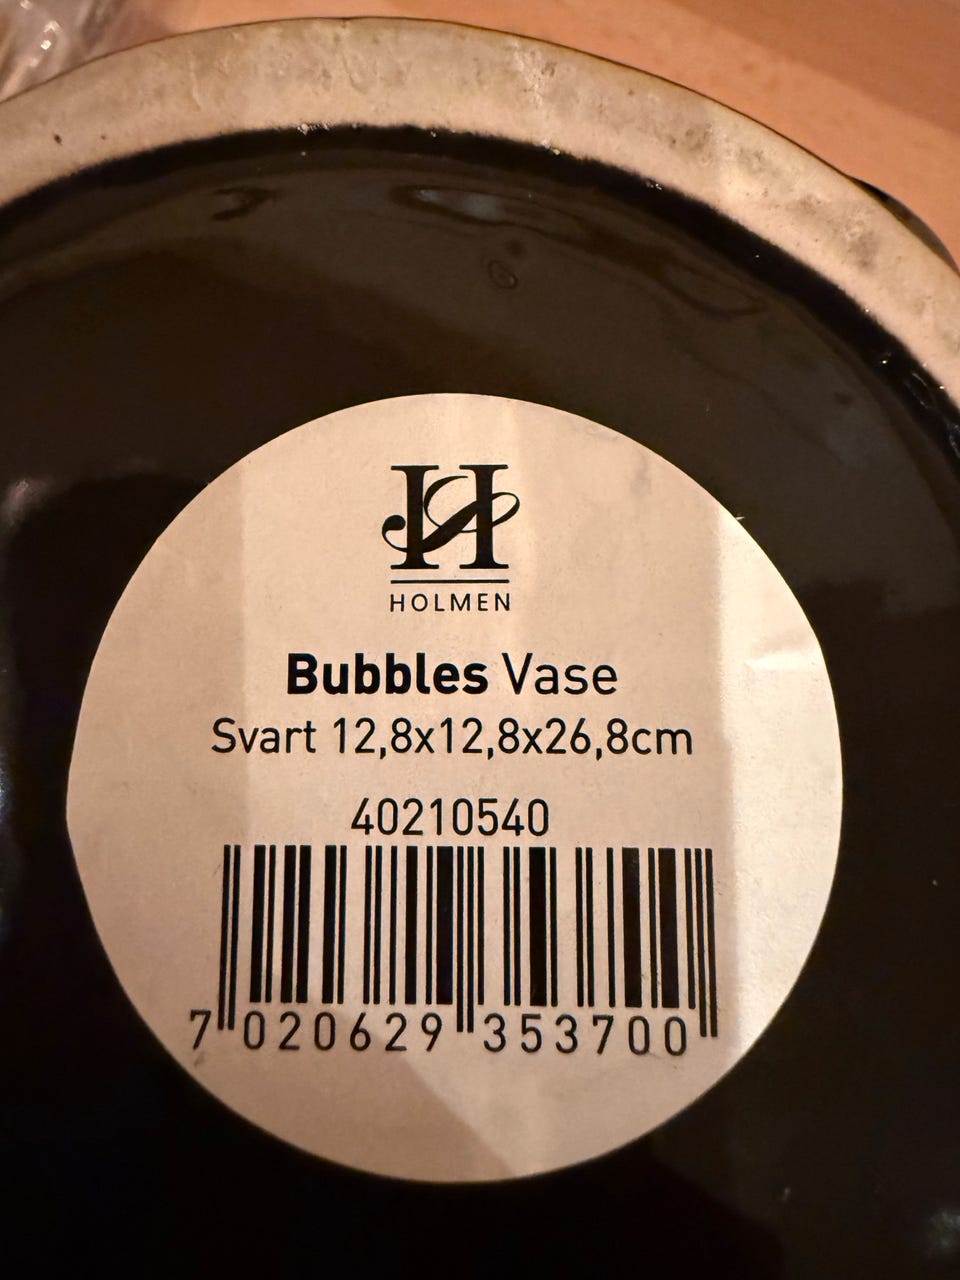 H
HOLMEN
Bubbles Vase
Svart 12,8x12,8x26,8cm
40210540
7 020629 353700